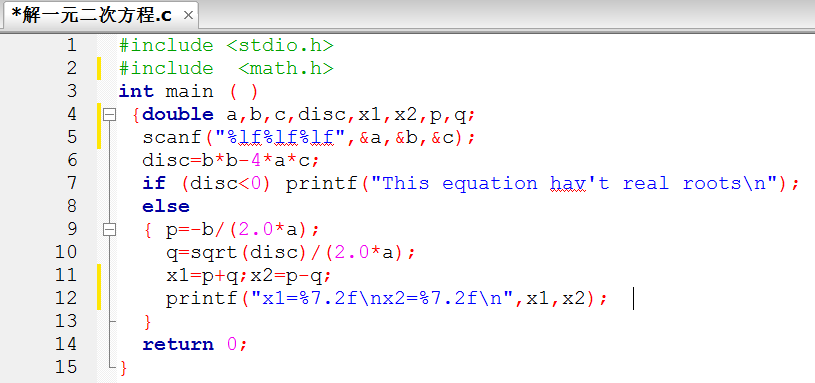 *解一元二次方程.c ×
1 #include <stdio.h>
2 #include  <math.h>
3 int main ( )
4  {double a,b,c,disc,x1,x2,p,q;
5   scanf("%lf%lf%lf",&a,&b,&c);
6   disc=b*b-4*a*c;
7   if (disc<0) printf("This equation hav't real roots\n");
8   else
9   { p=-b/(2.0*a);
10     q=sqrt(disc)/(2.0*a);
11     x1=p+q;x2=p-q;
12     printf("x1=%7.2f\nx2=%7.2f\n",x1,x2);
13   }
14   return 0;
15 }